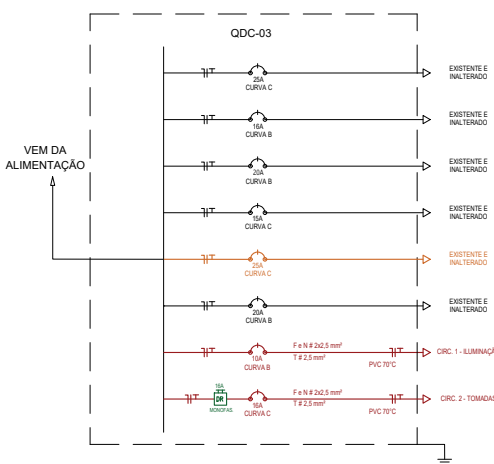 QDC-03
VEM DA
ALIMENTAÇÃO
25A
CURVA C
EXISTENTE E
INALTERADO
16A
CURVA B
EXISTENTE E
INALTERADO
20A
CURVA B
EXISTENTE E
INALTERADO
15A
CURVA C
EXISTENTE E
INALTERADO
25A
CURVA C
EXISTENTE E
INALTERADO
20A
CURVA B
EXISTENTE E
INALTERADO
10A
CURVA B
F e N # 2x2,5 mm²
T # 2,5 mm²
PVC 70°C
CIRC. 1 - ILUMINAÇÃ
16A
DR
MONOFAS.
16A
CURVA C
F e N # 2x2,5 mm²
T # 2,5 mm²
PVC 70°C
CIRC. 2 - TOMADAS